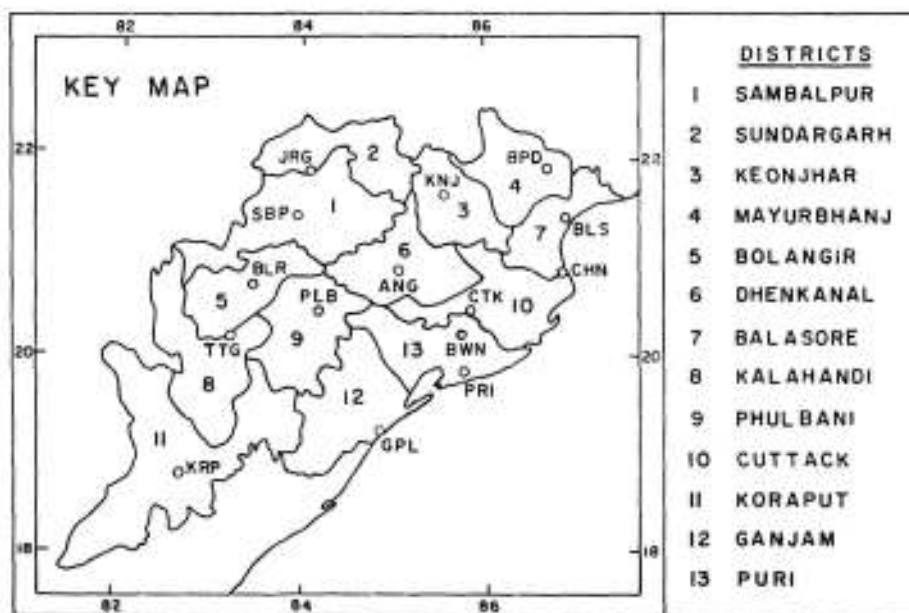 82 84 86
KEY MAP
22 22
JRG 2 BPD
KNJ 4
SBP 1 3
7 BLS
6
BLR CHN
5 PLB ANG CTK 10
TTG 9 13 BWN
20 20
8 12 PRI
11 GPL
KRP
18 18
82 84 86
DISTRICTS
1 SAMBALPUR
2 SUNDARGARH
3 KEONJHAR
4 MAYURBHANJ
5 BOLANGIR
6 DHENKANAL
7 BALASORE
8 KALAHANDI
9 PHULBANI
10 CUTTACK
11 KORAPUT
12 GANJAM
13 PURI